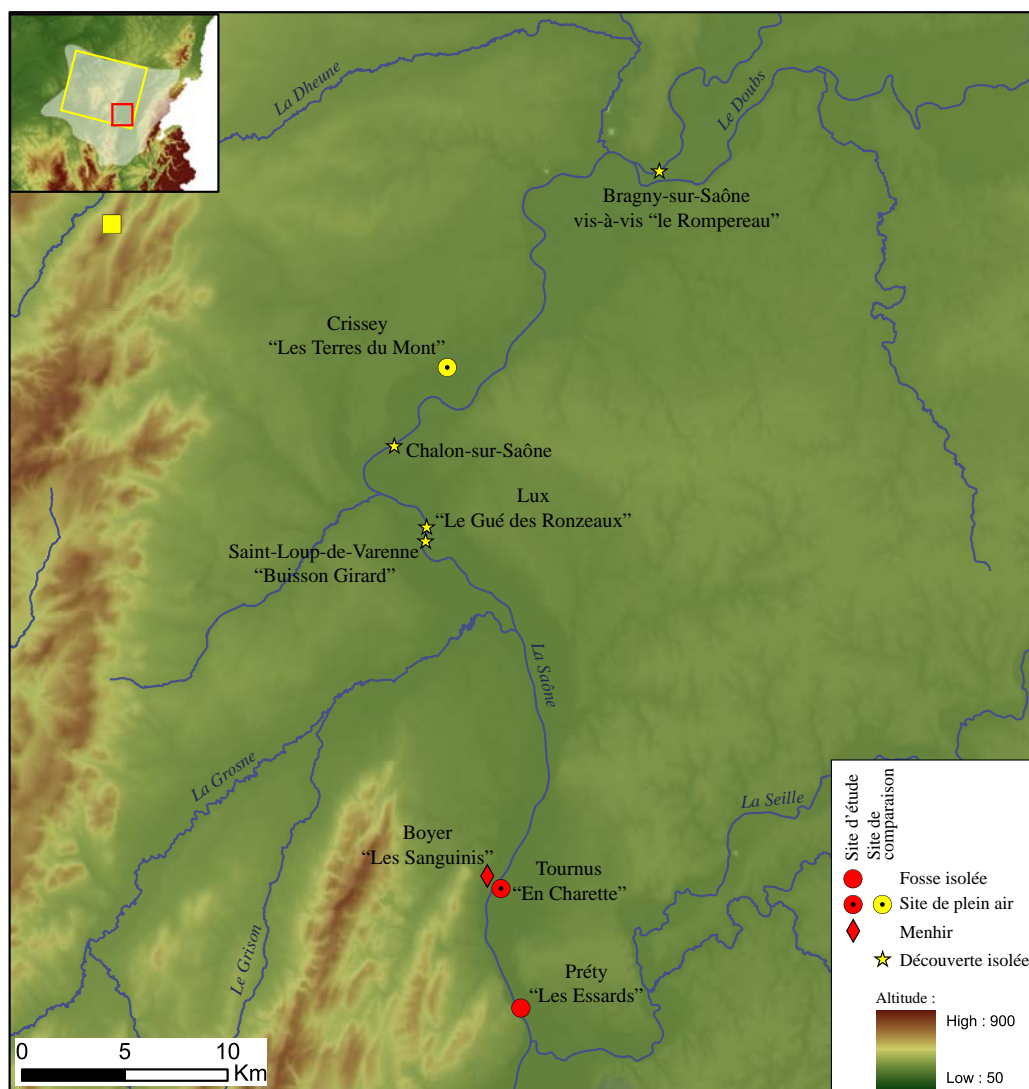 La Dheune
Le Doubs
Bragny-sur-Saône
vis-à-vis “le Rompereau”
Crissey
“Les Terres du Mont”
Chalon-sur-Saône
Lux
“Le Gué des Ronzeaux”
Saint-Loup-de-Varenne
“Buisson Girard”
La Saône
La Grosne
La Seille
Boyer
“Les Sanguinis”
Tournus
“En Charette”
Le Grison
Préty
“Les Essards”
0 5 10
Km
Site d’étude
Site de
comparaison
Fosse isolée
Site de plein air
Menhir
Découverte isolée
Altitude :
High : 900
Low : 50